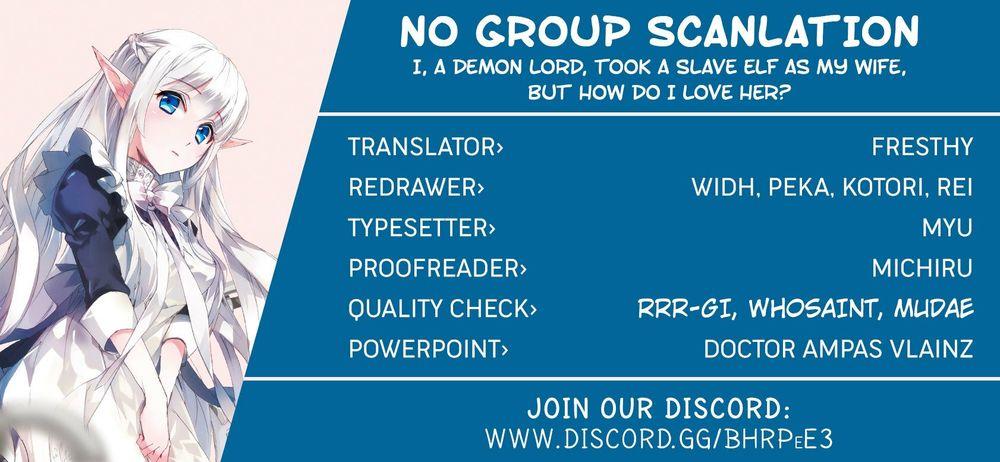 NO GROUP SCANLATION
I, A DEMON LORD, TOOK A SLAVE ELF AS MY WIFE,
BUT HOW DO I LOVE HER?
TRANSLATOR› FRESTHY
REDRAWER› WIDH, PEKA, KOTORI, REI
TYPESETTER› MYU
PROOFREADER› MICHIRU
QUALITY CHECK› RRR-GI, WHOSAINT, MUDAE
POWERPOINT› DOCTOR AMPAS VLAINZ
JOIN OUR DISCORD:
WWW.DISCORD.GG/BHRPeE3